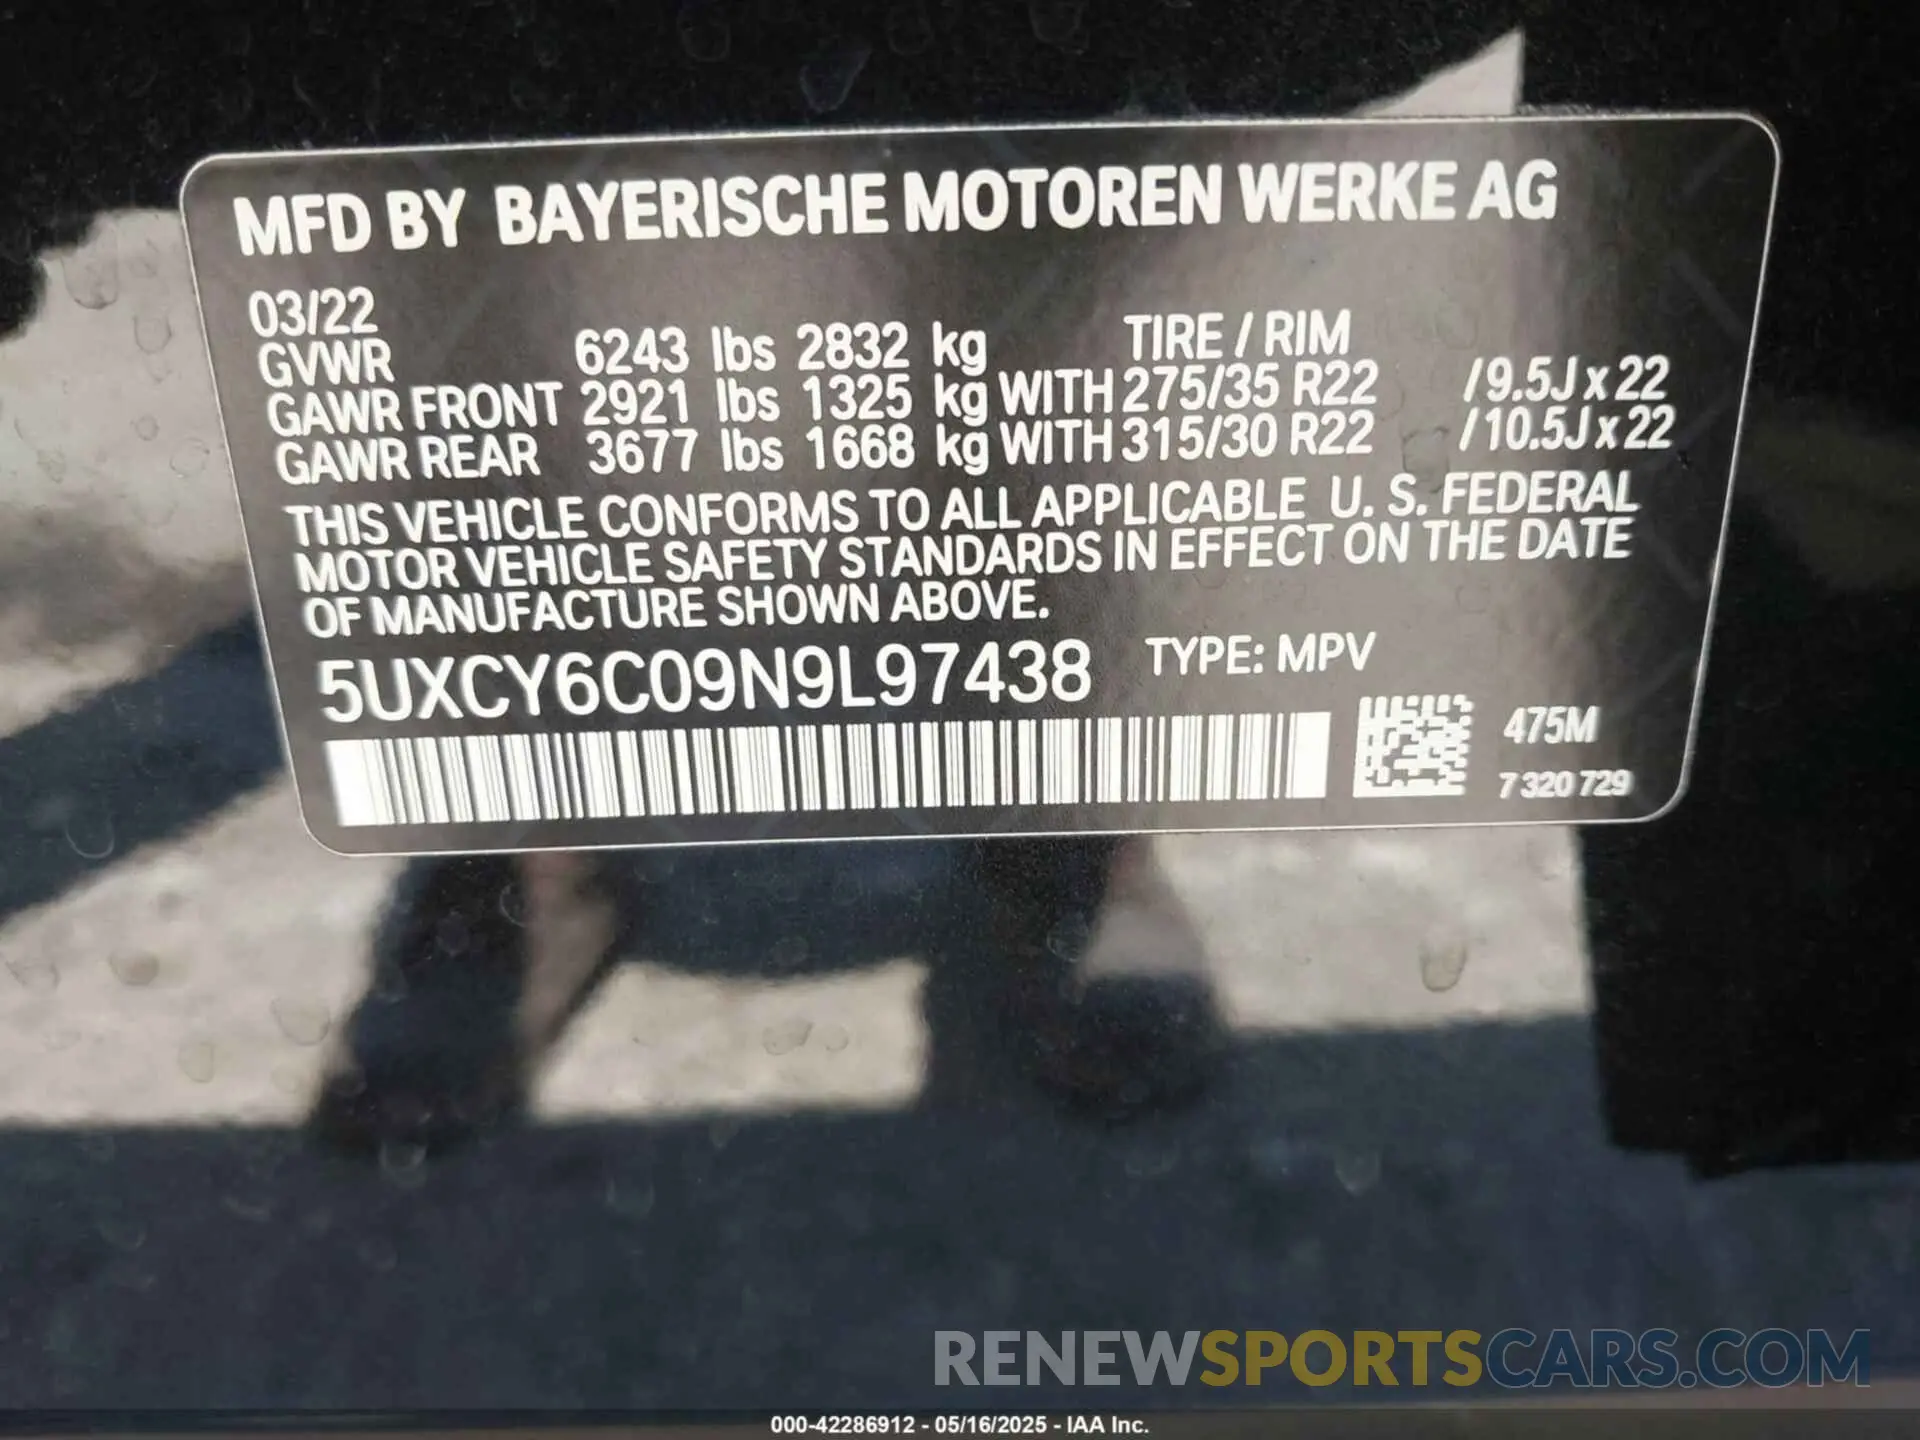 MFD BY BAYERISCHE MOTOREN WERKE AG
03/22
GVWR 6243 lbs 2832 kg TIRE / RIM
GAWR FRONT 2921 lbs 1325 kg WITH 275/35 R22 / 9.5J x 22
GAWR REAR 3677 lbs 1668 kg WITH 315/30 R22 / 10.5J x 22
THIS VEHICLE CONFORMS TO ALL APPLICABLE U. S. FEDERAL
MOTOR VEHICLE SAFETY STANDARDS IN EFFECT ON THE DATE
OF MANUFACTURE SHOWN ABOVE.
5UXCY6C09N9L97438 TYPE: MPV
475M
7 320 729
RENEWSPORTSCARS.COM
000-42286912 - 05/16/2025 - IAA Inc.